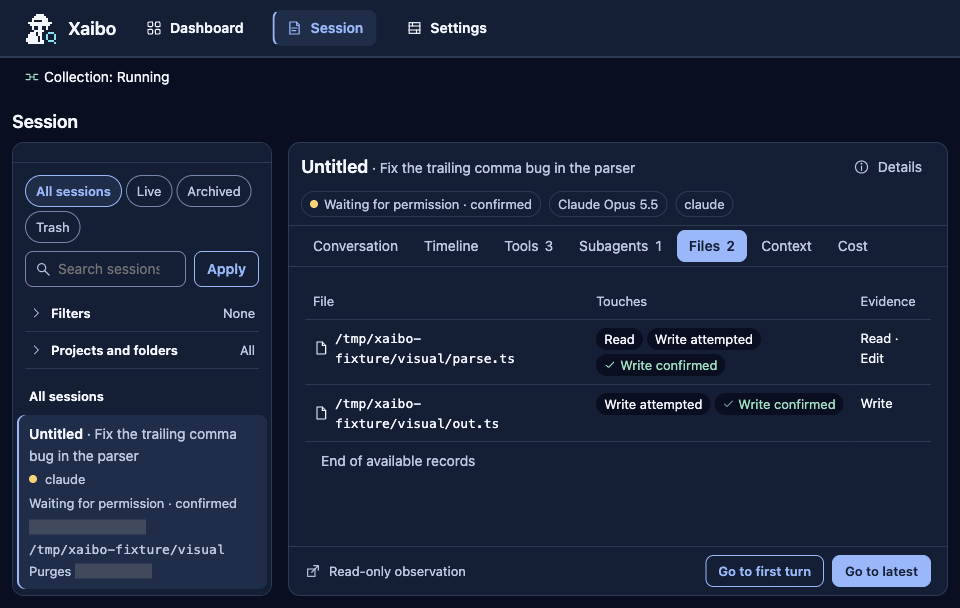 Xaibo
Dashboard
Session
Settings
Collection: Running
Session
All sessions
Live
Archived
Trash
Search sessions
Apply
Filters
None
Projects and folders
All
All sessions
Untitled · Fix the trailing comma
bug in the parser
claude
Waiting for permission · confirmed
/tmp/xaibo-fixture/visual
Purges
Untitled · Fix the trailing comma bug in the parser
Details
Waiting for permission · confirmed
Claude Opus 5.5
claude
Conversation
Timeline
Tools 3
Subagents 1
Files 2
Context
Cost
File
Touches
Evidence
/tmp/xaibo-
fixture/visual/parse.ts
Read
Write attempted
Write confirmed
Read ·
Edit
/tmp/xaibo-
fixture/visual/out.ts
Write attempted
Write confirmed
Write
End of available records
Read-only observation
Go to first turn
Go to latest